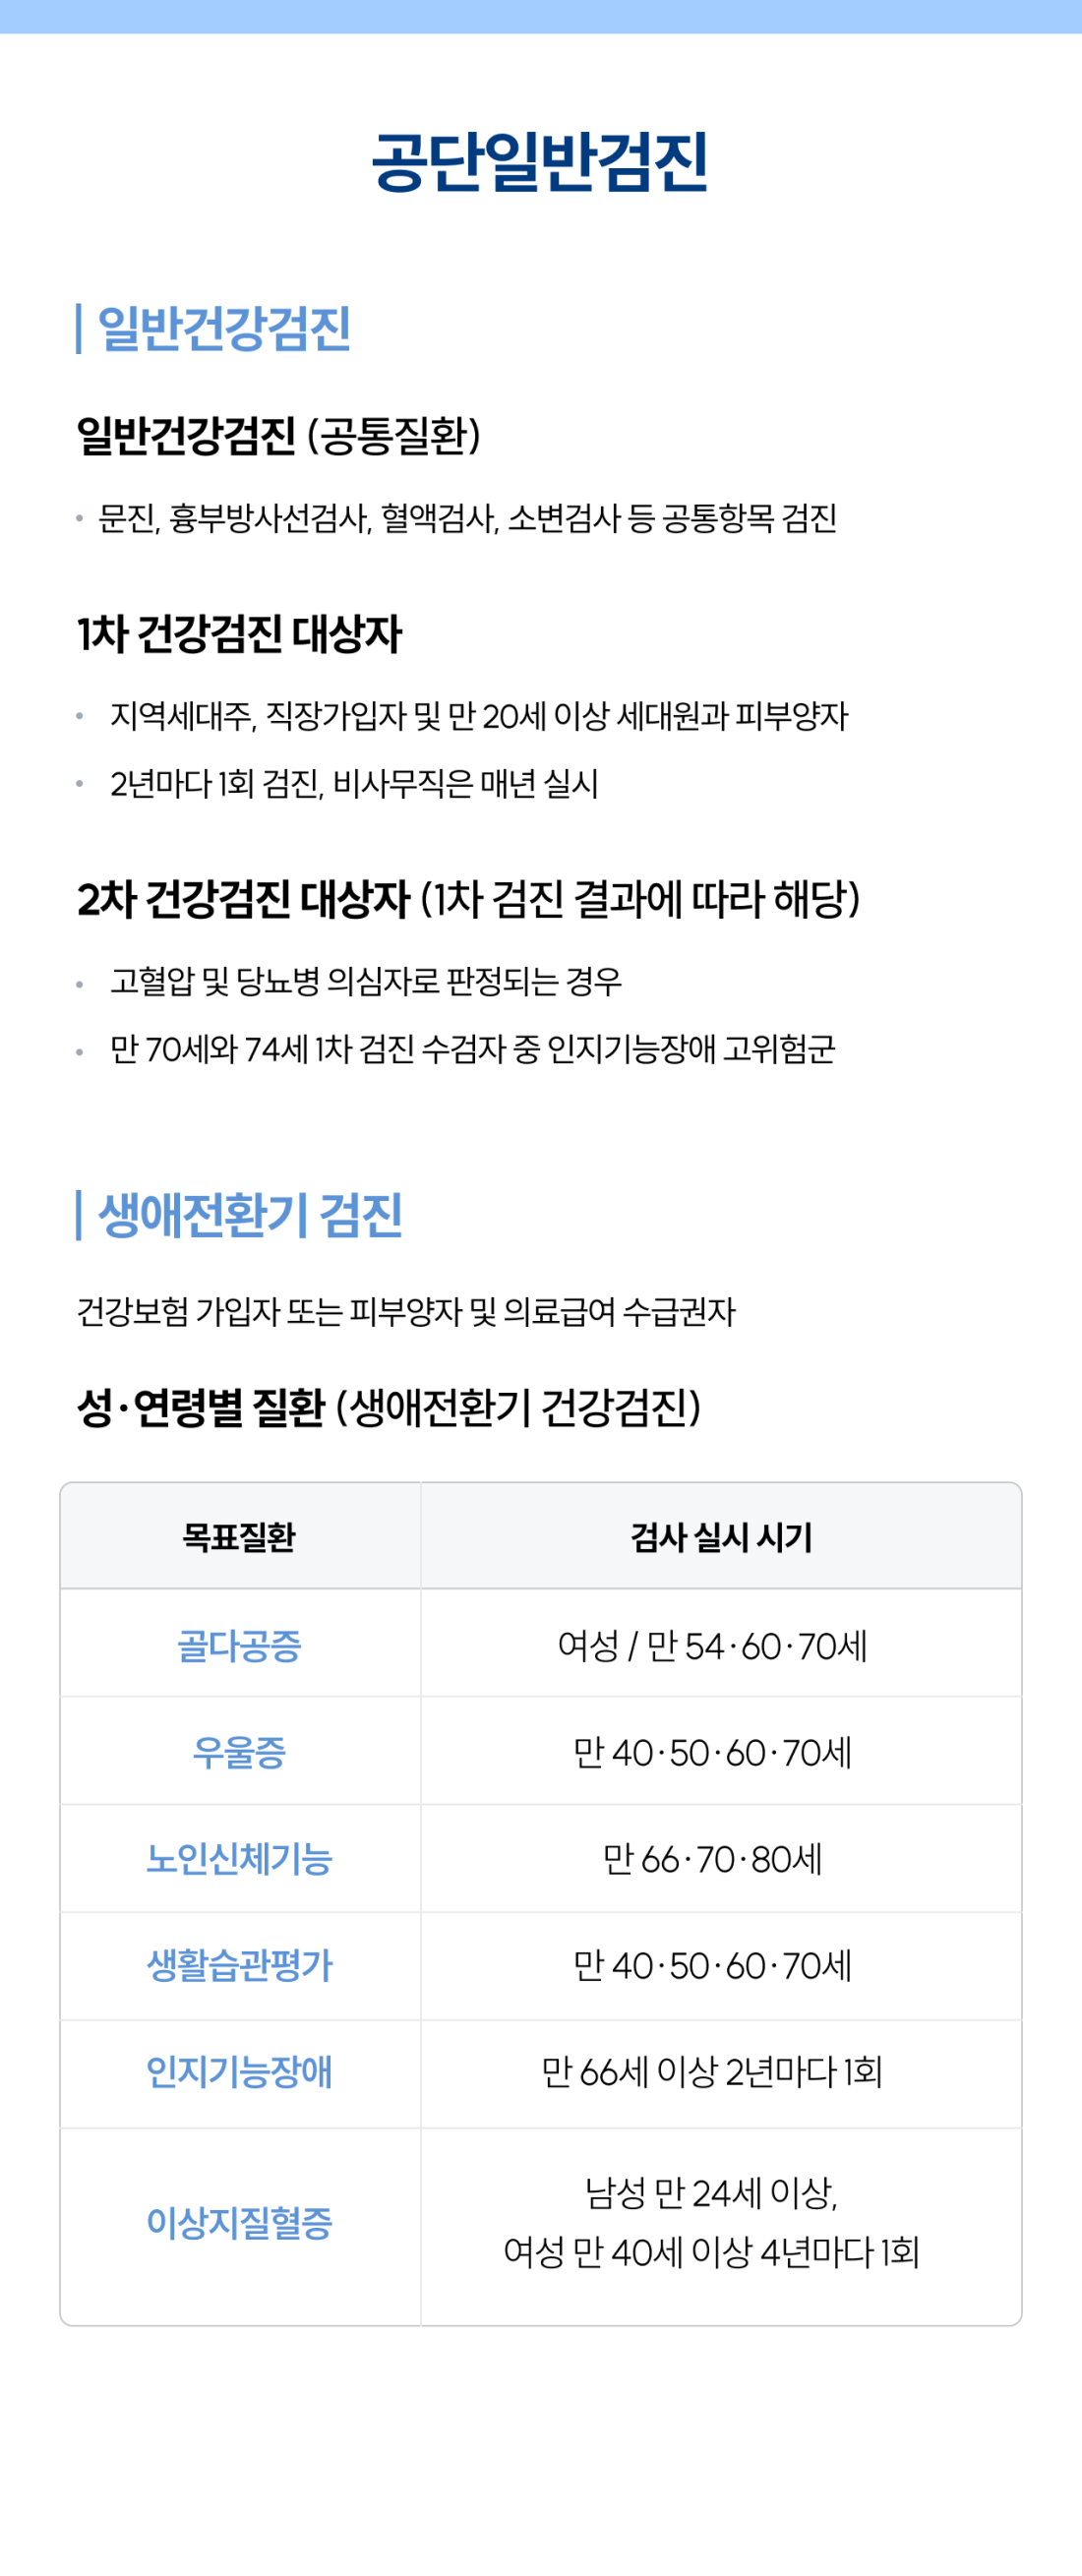 공단일반검진
일반건강검진
일반건강검진 (공통질환)
• 문진, 흉부방사선검사, 혈액검사, 소변검사 등 공통항목 검진
1차 건강검진 대상자
• 지역세대주, 직장가입자 및 만 20세 이상 세대원과 피부양자
• 2년마다 1회 검진, 비사무직은 매년 실시
2차 건강검진 대상자 (1차 검진 결과에 따라 해당)
• 고혈압 및 당뇨병 의심자로 판정되는 경우
• 만 70세와 74세 1차 검진 수검자 중 인지기능장애 고위험군
생애전환기 검진
건강보험 가입자 또는 피부양자 및 의료급여 수급권자
성·연령별 질환 (생애전환기 건강검진)
목표질환 검사 실시 시기
골다공증 여성 / 만 54·60·70세
우울증 만 40·50·60·70세
노인신체기능 만 66·70·80세
생활습관평가 만 40·50·60·70세
인지기능장애 만 66세 이상 2년마다 1회
이상지질혈증 남성 만 24세 이상,
여성 만 40세 이상 4년마다 1회